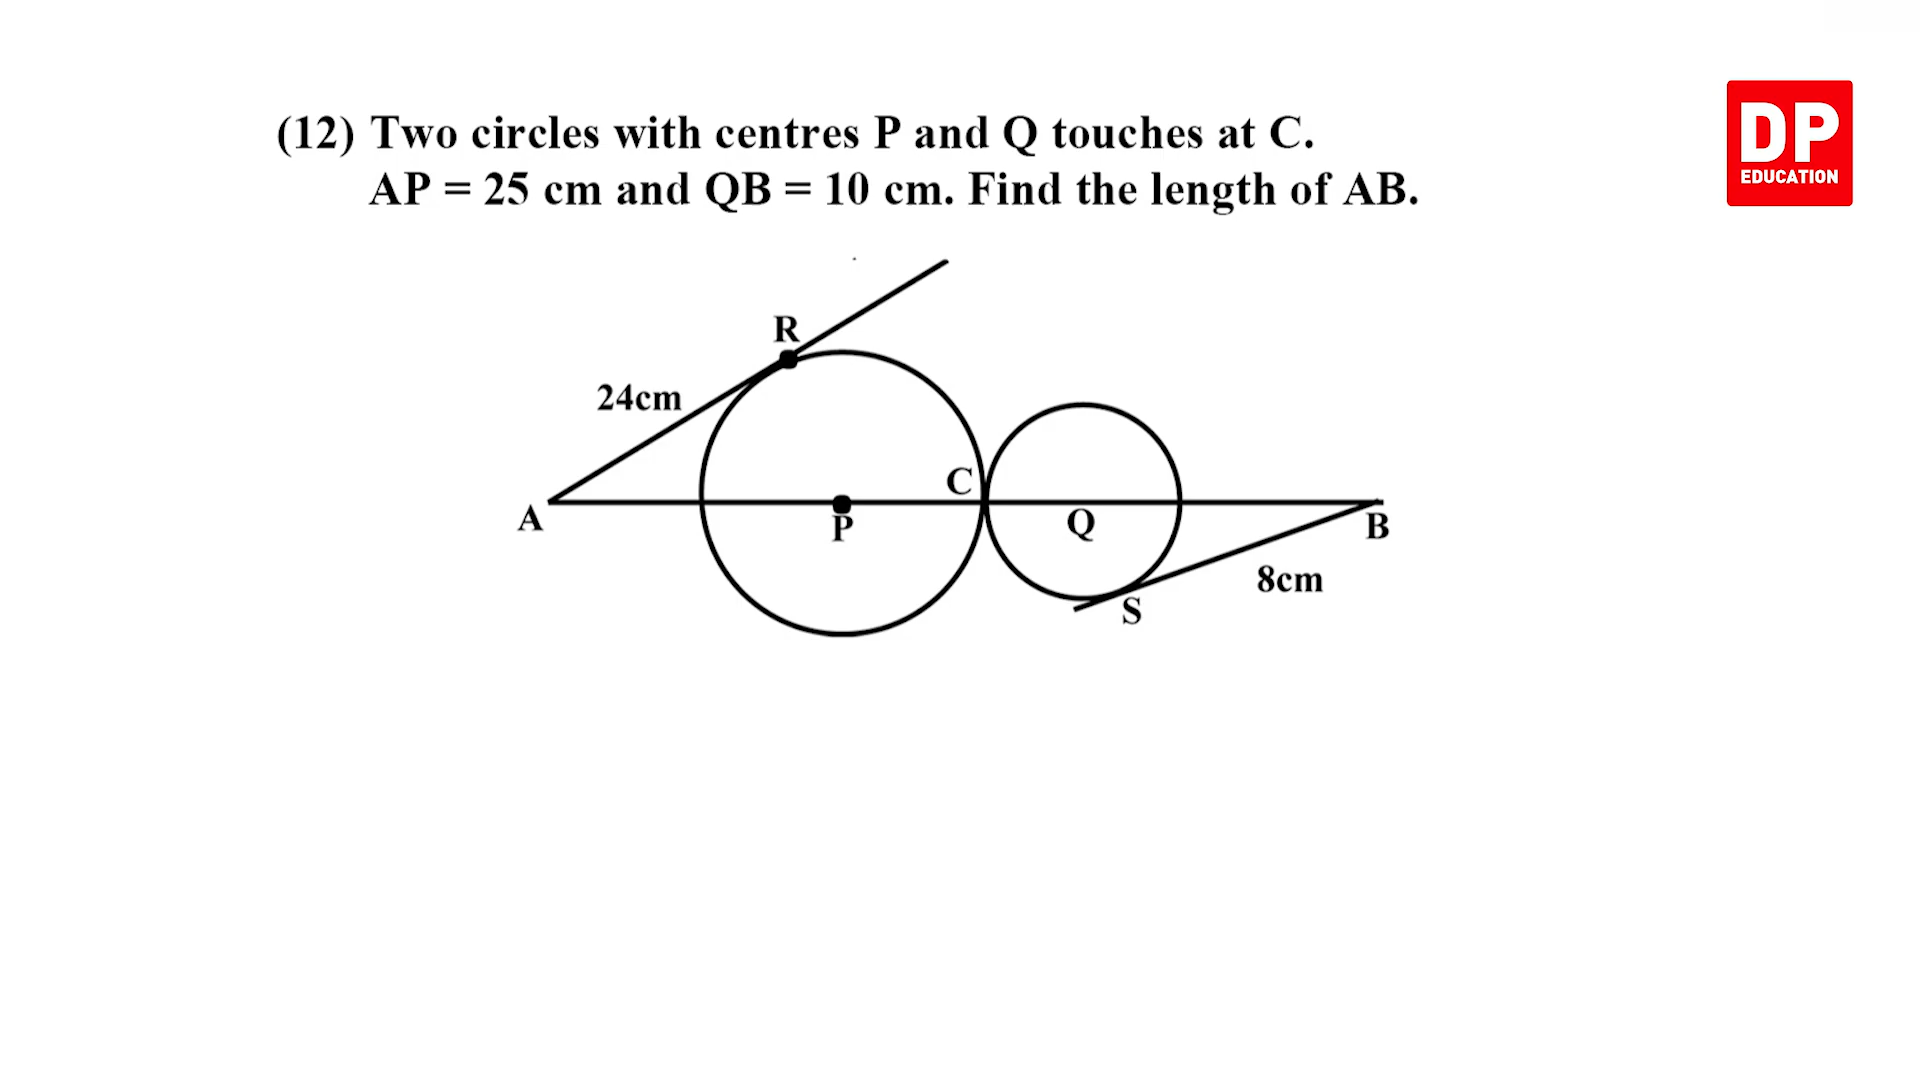 (12) Two circles with centres P and Q touches at C.
AP = 25 cm and QB = 10 cm. Find the length of AB.
DP
EDUCATION
R
24cm
C
A
P
Q
B
8cm
S